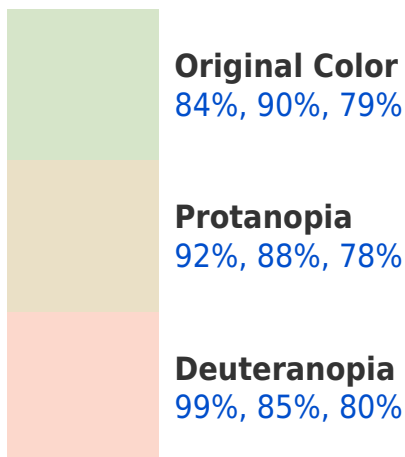 Original Color
84%, 90%, 79%
Protanopia
92%, 88%, 78%
Deuteranopia
99%, 85%, 80%